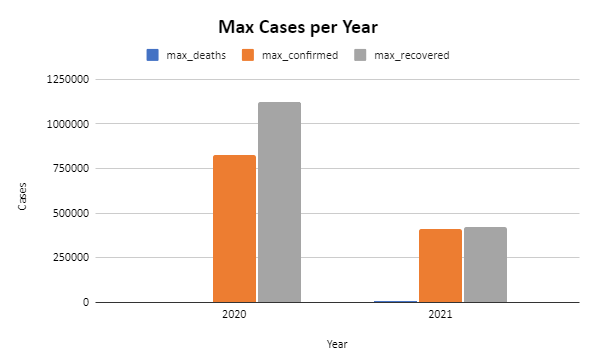 Max Cases per Year
max_deaths max_confirmed max_recovered
1250000
1000000
750000
500000
250000
0
Cases
2020 2021
Year